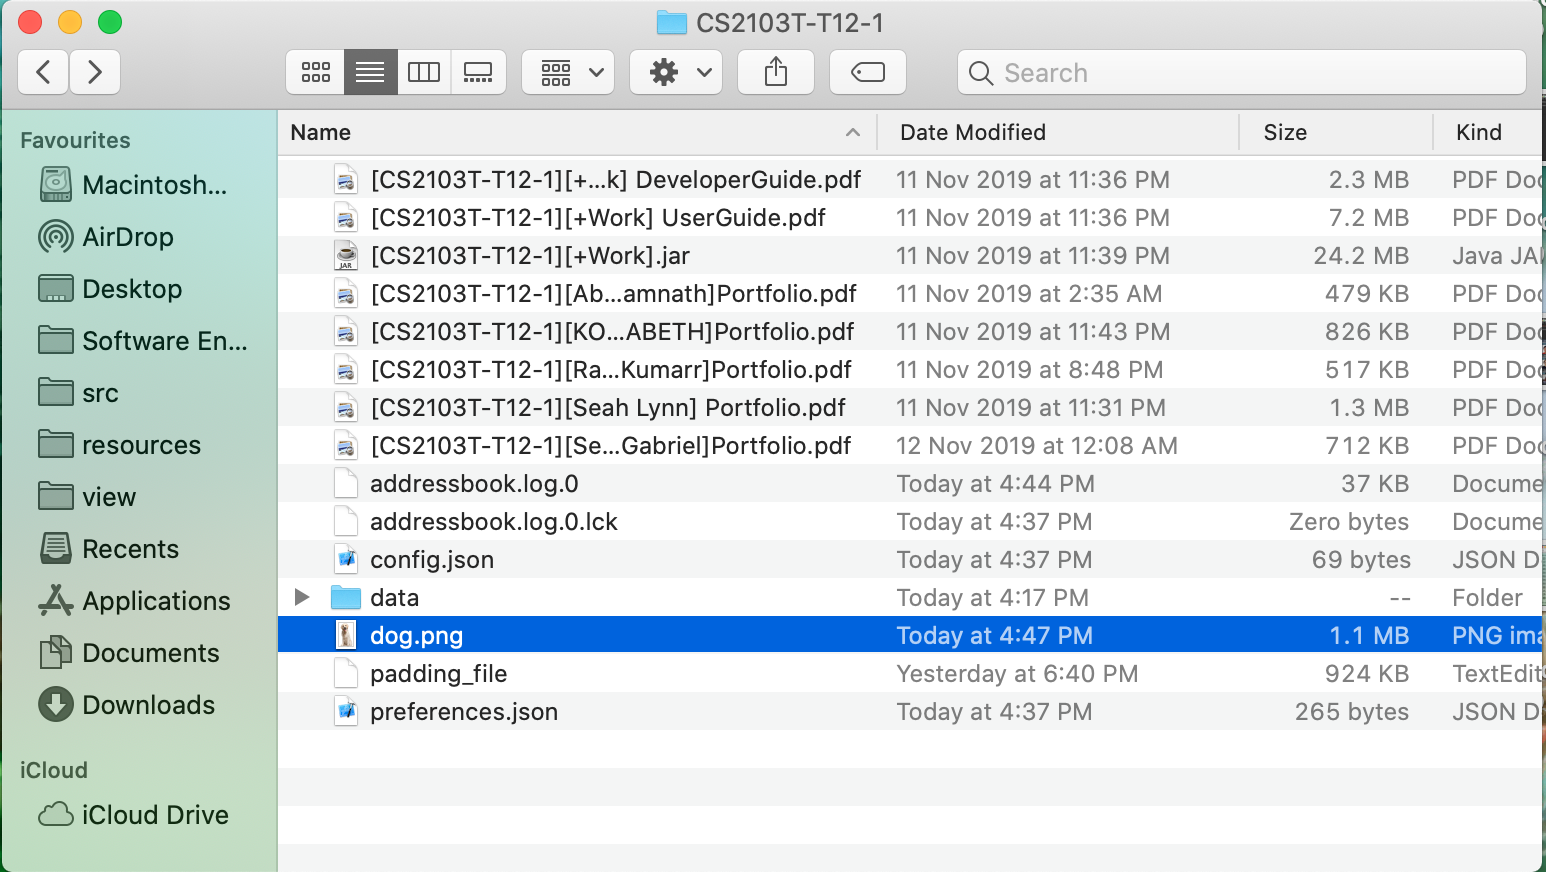 CS2103T-T12-1
Search
Favourites
Macintosh...
AirDrop
Desktop
Software En...
src
resources
view
Recents
Applications
Documents
Downloads
iCloud
iCloud Drive
Name Date Modified Size Kind
[CS2103T-T12-1][+...k] DeveloperGuide.pdf 11 Nov 2019 at 11:36 PM 2.3 MB PDF Doc
[CS2103T-T12-1][+Work] UserGuide.pdf 11 Nov 2019 at 11:36 PM 7.2 MB PDF Doc
JAR [CS2103T-T12-1][+Work].jar 11 Nov 2019 at 11:39 PM 24.2 MB Java JA
[CS2103T-T12-1][Ab...amnath]Portfolio.pdf 11 Nov 2019 at 2:35 AM 479 KB PDF Doc
[CS2103T-T12-1][KO...ABETH]Portfolio.pdf 11 Nov 2019 at 11:43 PM 826 KB PDF Doc
[CS2103T-T12-1][Ra...Kumarr]Portfolio.pdf 11 Nov 2019 at 8:48 PM 517 KB PDF Doc
[CS2103T-T12-1][Seah Lynn] Portfolio.pdf 11 Nov 2019 at 11:31 PM 1.3 MB PDF Doc
[CS2103T-T12-1][Se...Gabriel]Portfolio.pdf 12 Nov 2019 at 12:08 AM 712 KB PDF Doc
addressbook.log.0 Today at 4:44 PM 37 KB Docume
addressbook.log.0.lck Today at 4:37 PM Zero bytes Docume
config.json Today at 4:37 PM 69 bytes JSON D
data Today at 4:17 PM -- Folder
dog.png Today at 4:47 PM 1.1 MB PNG ima
padding_file Yesterday at 6:40 PM 924 KB TextEdit
preferences.json Today at 4:37 PM 265 bytes JSON D